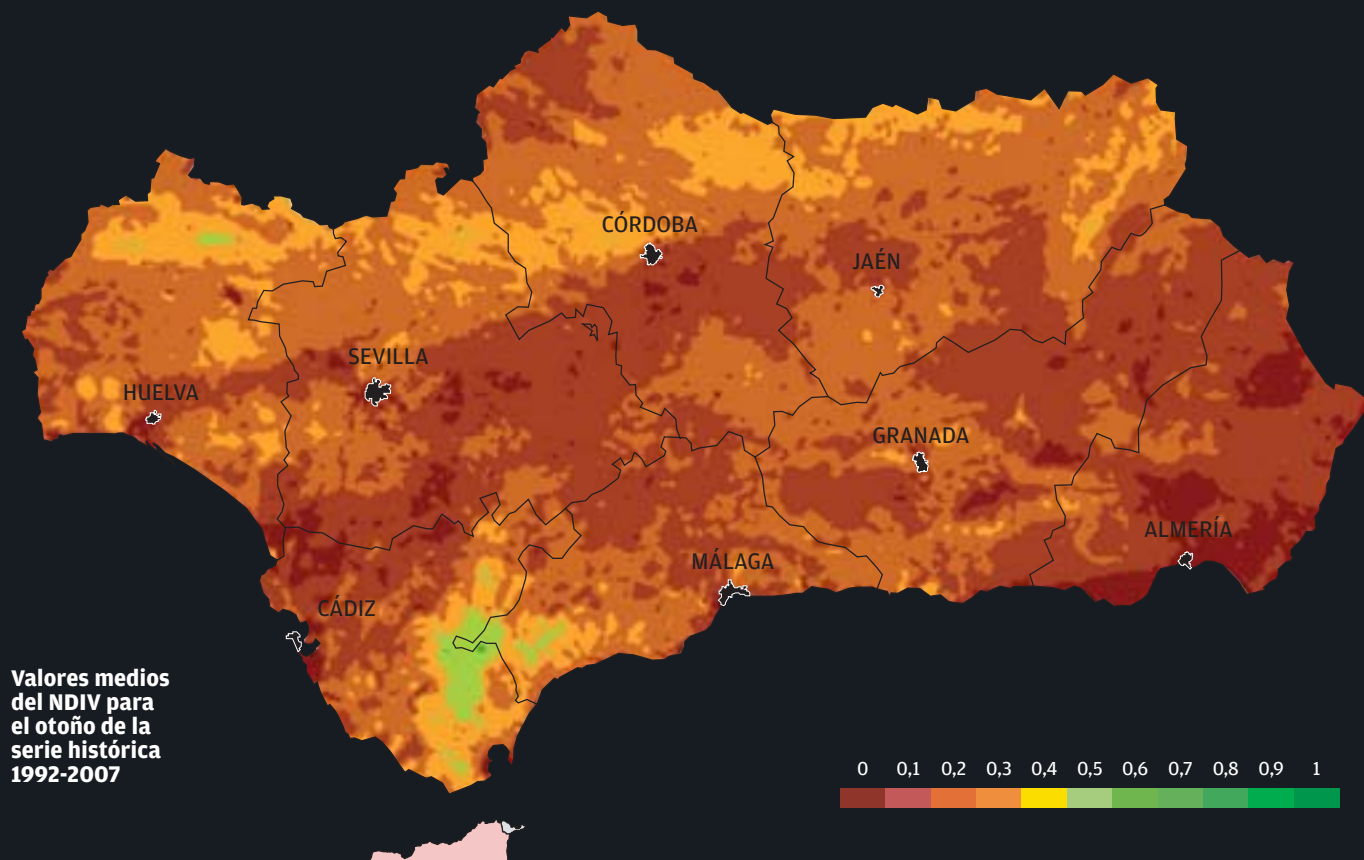 CÓRDOBA
JAÉN
SEVILLA
HUELVA
GRANADA
ALMERÍA
MÁLAGA
CÁDIZ
Valores medios
del NDIV para
el otoño de la
serie histórica
1992-2007
0 0,1 0,2 0,3 0,4 0,5 0,6 0,7 0,8 0,9 1